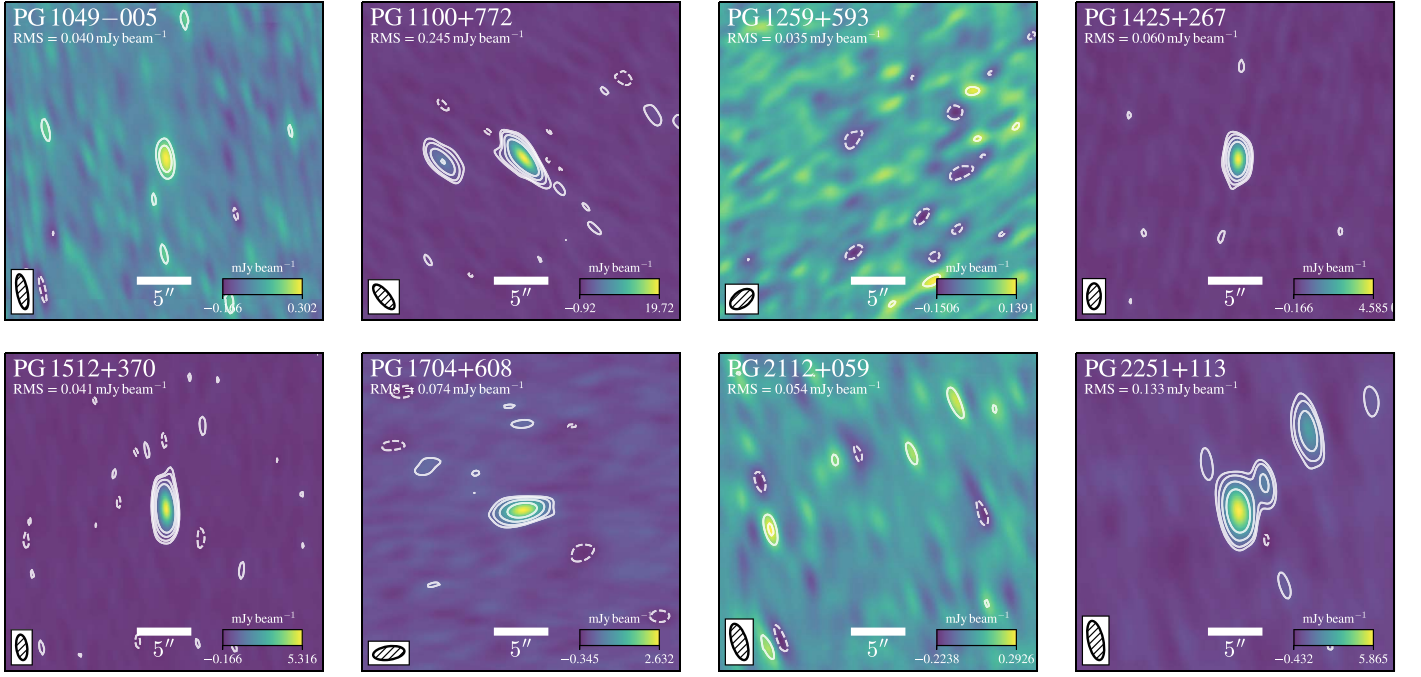 PG 1049−005
RMS = 0.040 mJy beam⁻¹
mJy beam⁻¹
5″
−0.166 0.302
PG 1100+772
RMS = 0.245 mJy beam⁻¹
mJy beam⁻¹
5″
−0.92 19.72
PG 1259+593
RMS = 0.035 mJy beam⁻¹
mJy beam⁻¹
5″
−0.1506 0.1391
PG 1425+267
RMS = 0.060 mJy beam⁻¹
mJy beam⁻¹
5″
−0.166 4.585
PG 1512+370
RMS = 0.041 mJy beam⁻¹
mJy beam⁻¹
5″
−0.166 5.316
PG 1704+608
RMS = 0.074 mJy beam⁻¹
mJy beam⁻¹
5″
−0.345 2.632
PG 2112+059
RMS = 0.054 mJy beam⁻¹
mJy beam⁻¹
5″
−0.2238 0.2926
PG 2251+113
RMS = 0.133 mJy beam⁻¹
mJy beam⁻¹
5″
−0.432 5.865